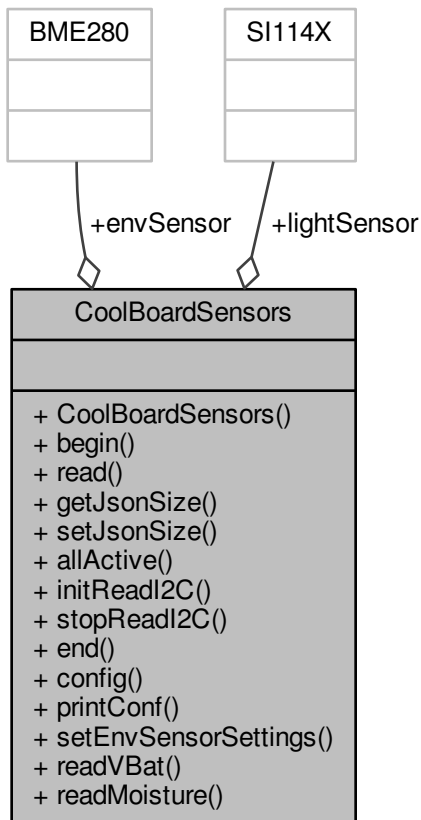 BME280
SI114X
+envSensor
+lightSensor
CoolBoardSensors
+ CoolBoardSensors()
+ begin()
+ read()
+ getJsonSize()
+ setJsonSize()
+ allActive()
+ initReadI2C()
+ stopReadI2C()
+ end()
+ config()
+ printConf()
+ setEnvSensorSettings()
+ readVBat()
+ readMoisture()